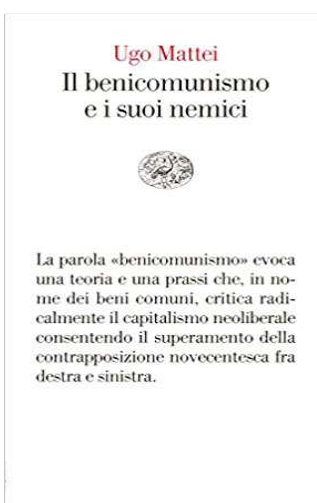 Ugo Mattei
Il benicomunismo
e i suoi nemici
La parola «benicomunismo» evoca
una teoria e una prassi che, in no-
me dei beni comuni, critica radi-
calmente il capitalismo neoliberale
consentendo il superamento della
contrapposizione novecentesca fra
destra e sinistra.